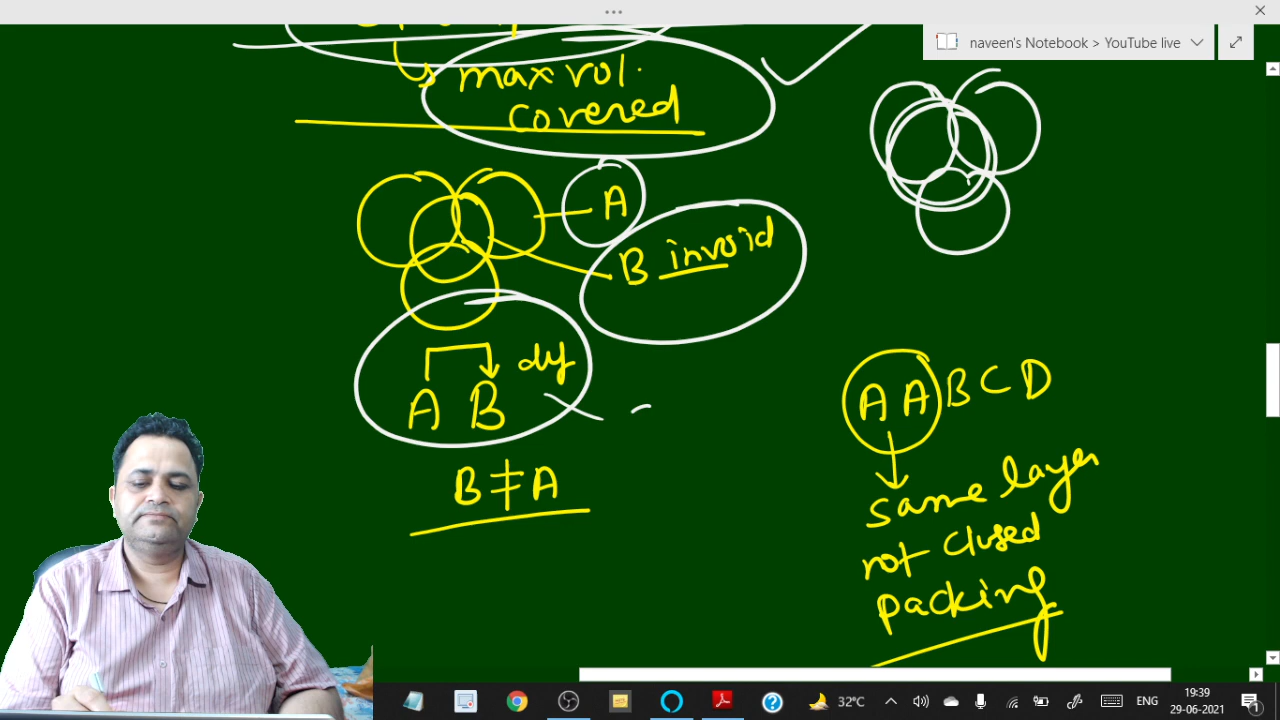 naveen's Notebook > YouTube live
max vol.
covered
A
B invoid
A B
B ≠ A
A A B C D
same layer
not closed
packing
32°C
ENG
19:39
29-06-2021